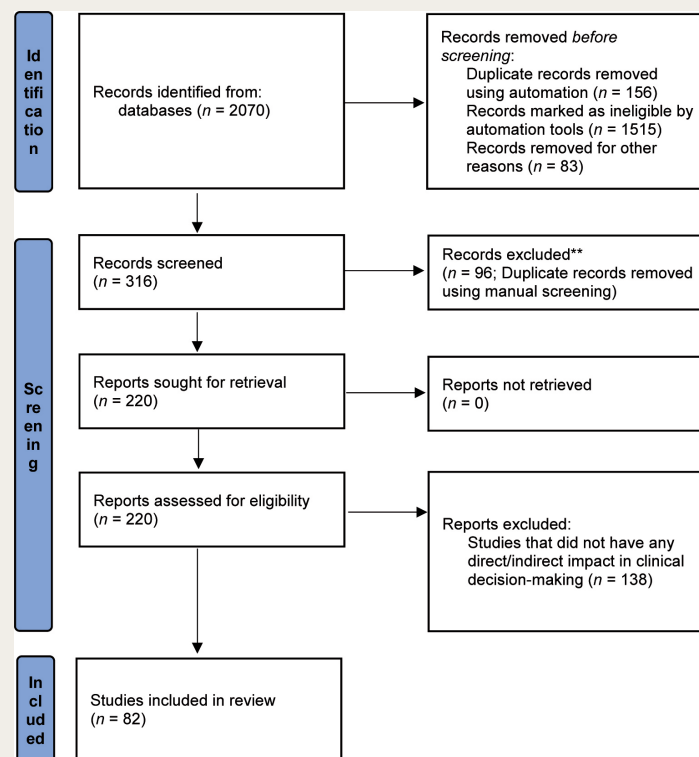 Id
en
tifi
ca
tio
n
Records identified from:
databases (n = 2070)
Records removed before
screening:
Duplicate records removed
using automation (n = 156)
Records marked as ineligible by
automation tools (n = 1515)
Records removed for other
reasons (n = 83)
Sc
re
en
in
g
Records screened
(n = 316)
Records excluded**
(n = 96; Duplicate records removed
using manual screening)
Reports sought for retrieval
(n = 220)
Reports not retrieved
(n = 0)
Reports assessed for eligibility
(n = 220)
Reports excluded:
Studies that did not have any
direct/indirect impact in clinical
decision-making (n = 138)
In
cl
ud
ed
Studies included in review
(n = 82)